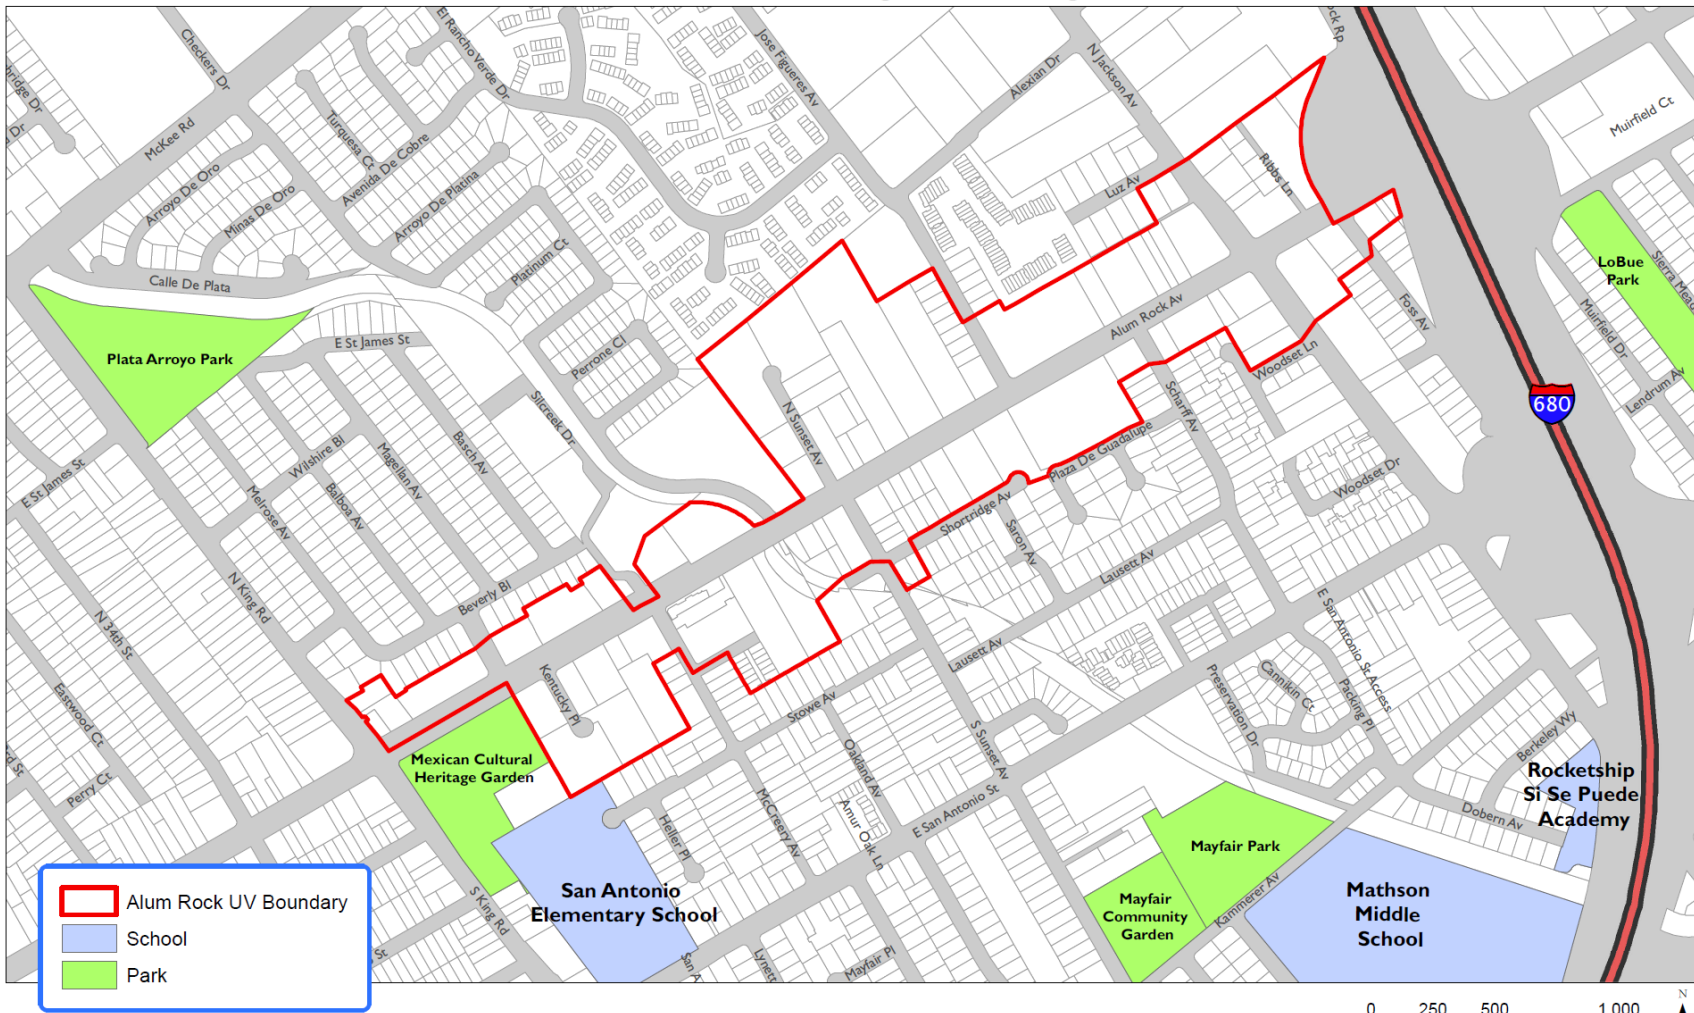 Checkers Dr
El Rancho Verde Dr
Jose Figueres Av
N Jackson Av
Alexian Dr
McKee Rd
Turquesa Ct
Avenida De Cobre
Arroyo De Oro
Minas De Oro
Arroyo De Platina
Platinum Ct
Calle De Plata
Luz Av
Ribbs Ln
Muirfield Ct
LoBue
Park
Muirfield Dr
Lendrum Av
Foss Av
680
Plata Arroyo Park
E St James St
Perrone Cl
Silcreek Dr
N Sunset Av
Alum Rock Av
Woodset Ln
Scharff Av
Plaza De Guadalupe
Woodset Dr
E St James St
Wilshire Bl
Melrose Av
Balboa Av
Magellan Av
Basch Av
Shortridge Av
Saron Av
Lausett Av
Beverly Bl
N King Rd
N 34th St
Eastwood Ct
Perry Ct
Kentucky Pl
Lausett Av
Stowe Av
Oakland Av
S Sunset Av
E San Antonio St
Amur Oak Ln
McCreery Av
Heller Pl
E San Antonio St Access
Preservation Dr
Cannikin Ct
Packing Pl
Berkeley Wy
Dobern Av
Rocketship
Si Se Puede
Academy
Mexican Cultural
Heritage Garden
San Antonio
Elementary School
S King Rd
Mayfair Park
Mayfair
Community
Garden
Kammerer Av
Mathson
Middle
School
Mayfair Pl
Alum Rock UV Boundary
School
Park
0 250 500 1,000
N